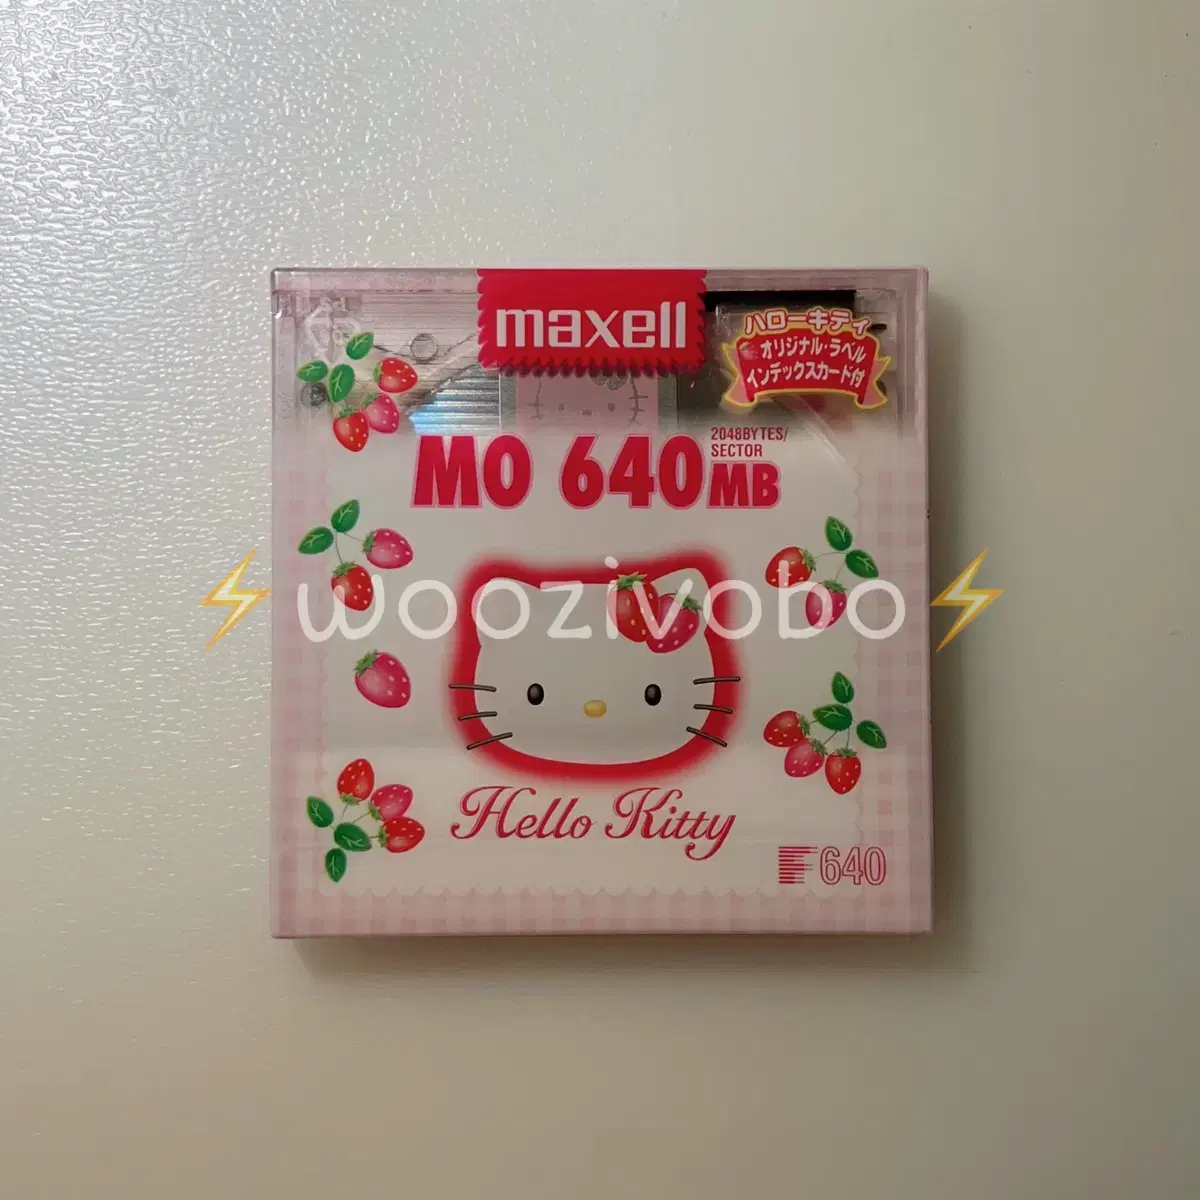 maxell
ハローキティ
オリジナル・ラベル
インデックスカード付
MO 640MB
2048BYTES/
SECTOR
⚡woozivobo⚡
Hello Kitty
640